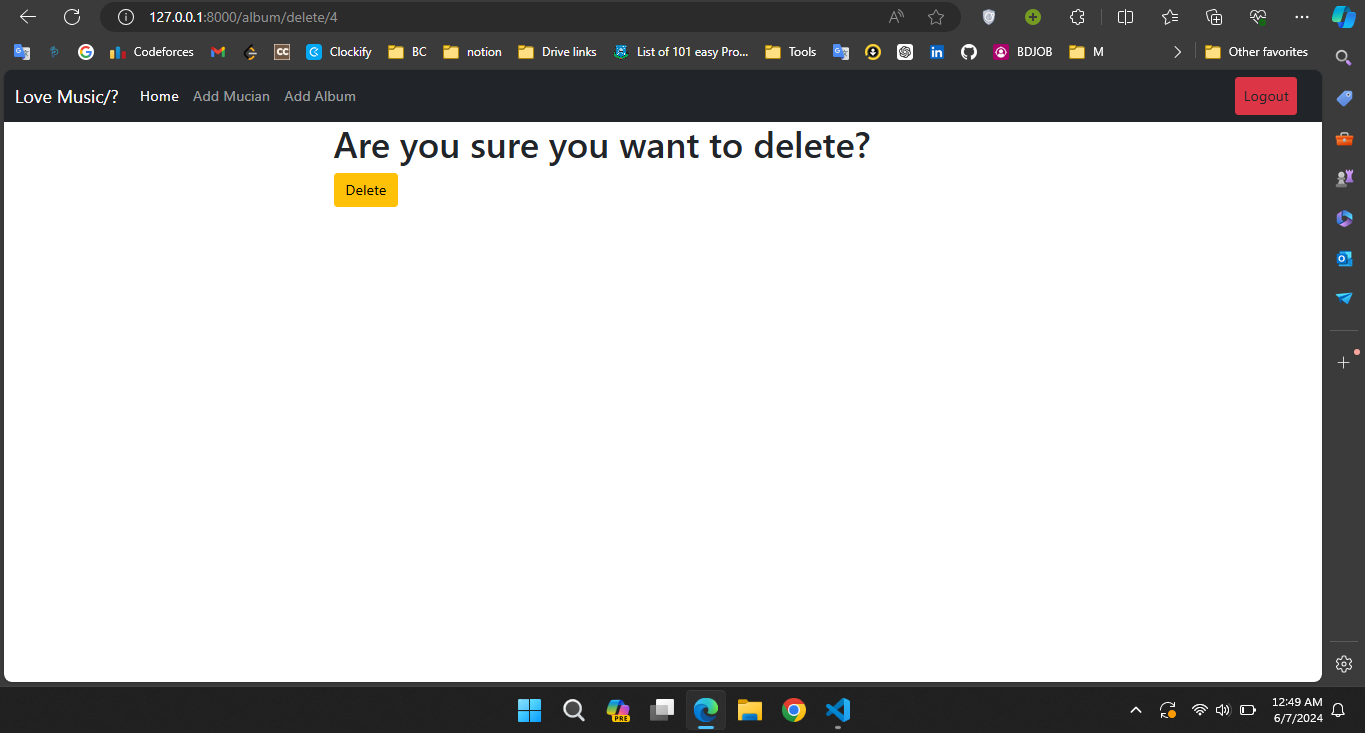 127.0.0.1:8000/album/delete/4
Codeforces CC Clockify BC notion Drive links List of 101 easy Pro... Tools in BDJOB M Other favorites
Love Music/? Home Add Mucian Add Album Logout
Are you sure you want to delete?
Delete
PRE
12:49 AM
6/7/2024